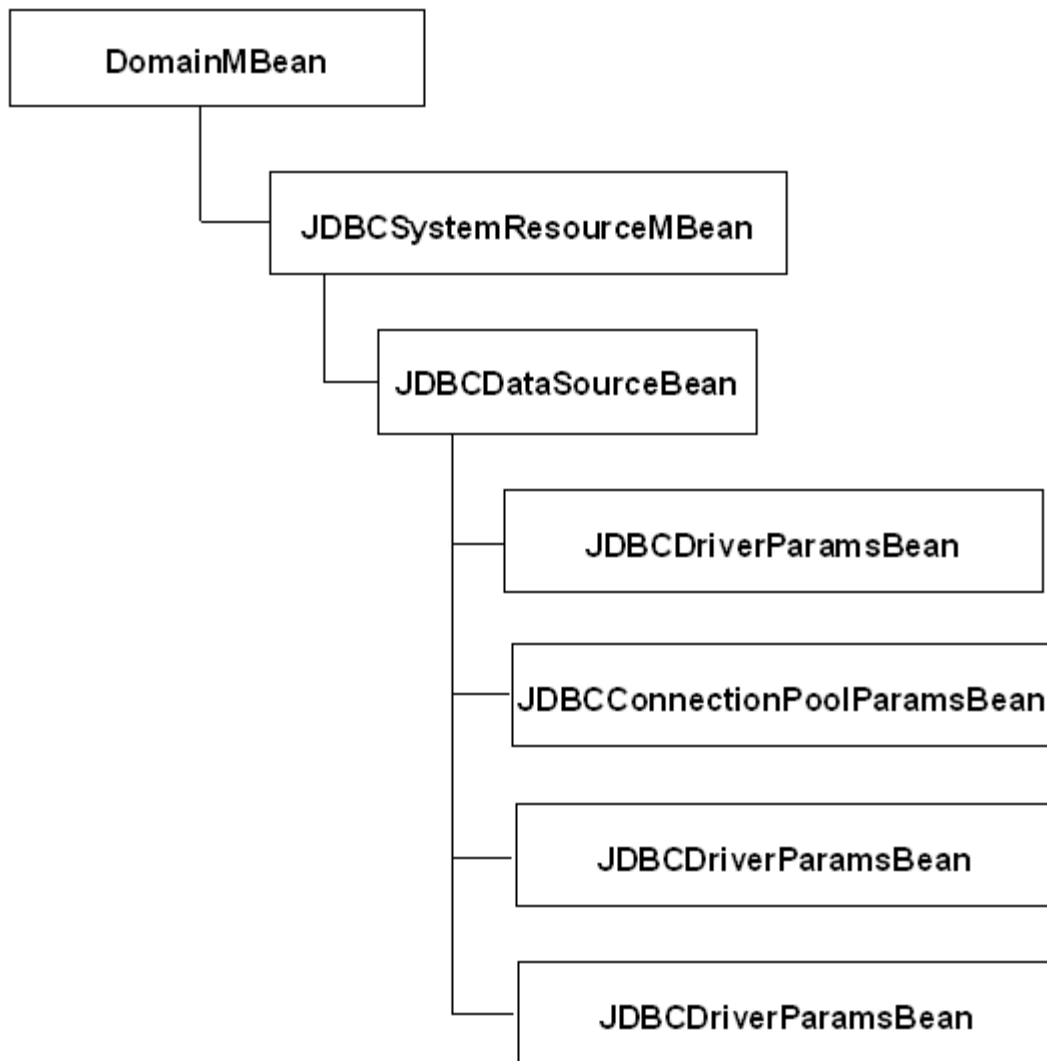 DomainMBean
JDBCSystemResourceMBean
JDBCDataSourceBean
JDBCDriverParamsBean
JDBCConnectionPoolParamsBean
JDBCDriverParamsBean
JDBCDriverParamsBean